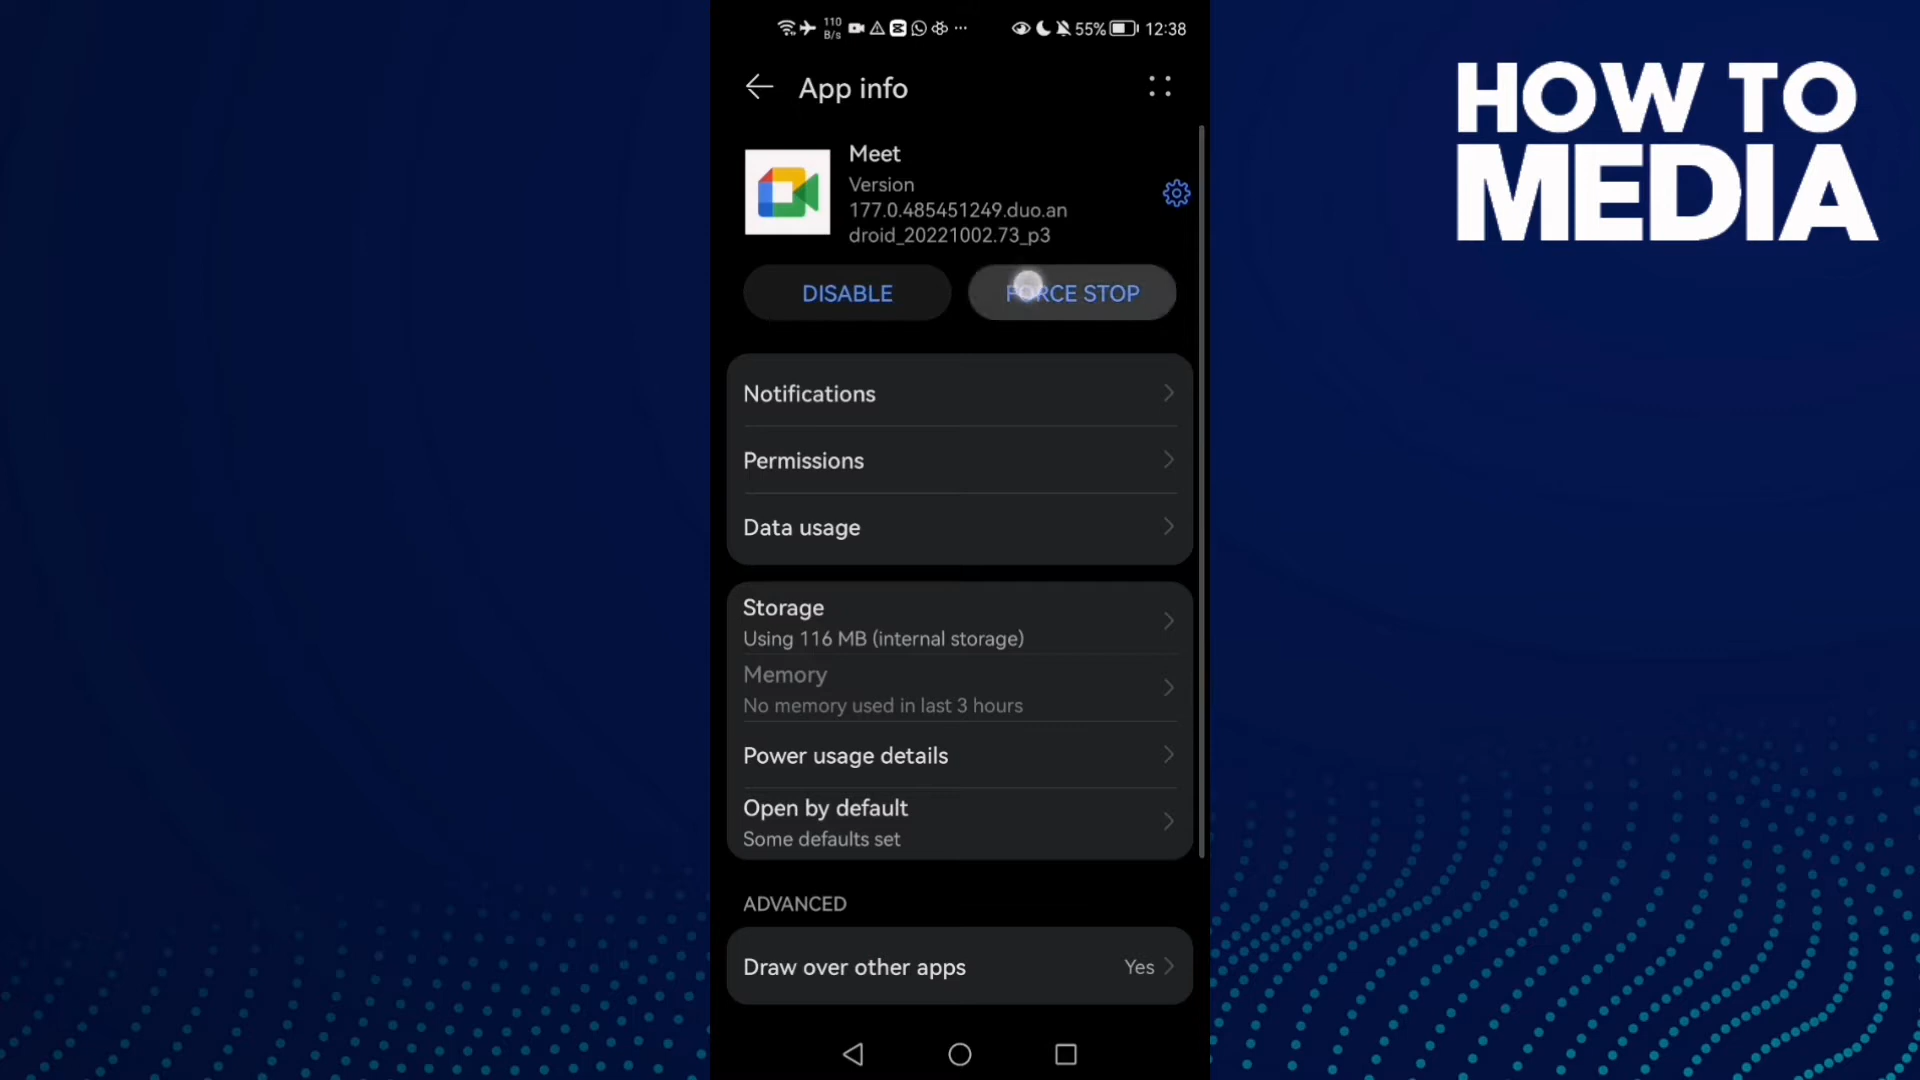 110
B/s
55%
12:38
App info
HOW TO
MEDIA
Meet
Version
177.0.485451249.duo.an
droid_20221002.73_p3
DISABLE
FORCE STOP
Notifications
Permissions
Data usage
Storage
Using 116 MB (internal storage)
Memory
No memory used in last 3 hours
Power usage details
Open by default
Some defaults set
ADVANCED
Draw over other apps
Yes